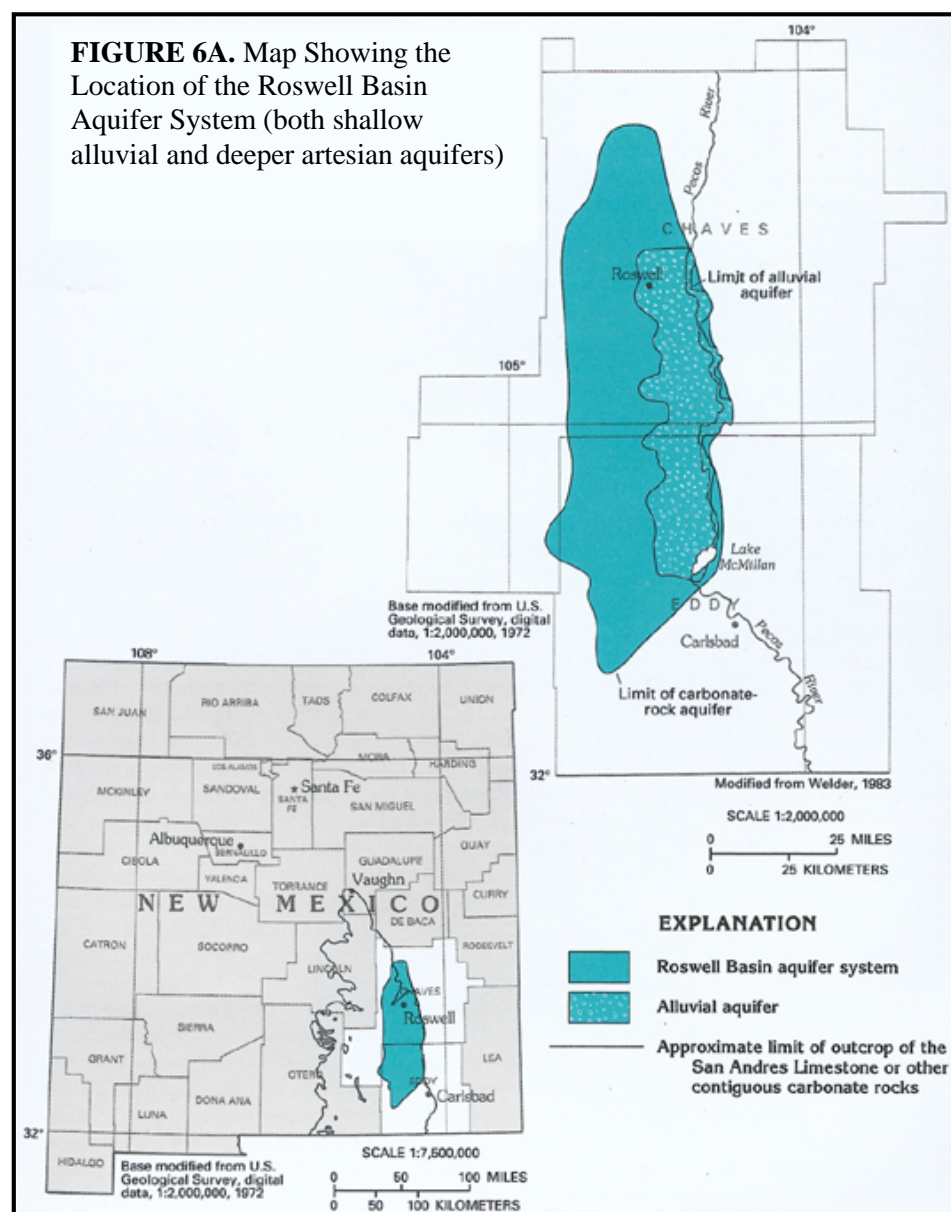 FIGURE 6A. Map Showing the
Location of the Roswell Basin
Aquifer System (both shallow
alluvial and deeper artesian aquifers)
104°
Pecos
River
CHAVES
Roswell
Limit of alluvial
aquifer
105°
Lake
McMillan
EDDY
Carlsbad
Pecos
River
Base modified from U.S.
Geological Survey, digital
data, 1:2,000,000, 1972
Limit of carbonate-
rock aquifer
32°
Modified from Welder, 1983
SCALE 1:2,000,000
0 25 MILES
0 25 KILOMETERS
108°
104°
SAN JUAN
RIO ARRIBA
TAOS
COLFAX
UNION
36°
MORA
HARDING
LOS ALAMOS
MCKINLEY
SANDOVAL
SANTA
FE
Santa Fe
SAN MIGUEL
Albuquerque
BERNALILLO
QUAY
CIBOLA
VALENCIA
TORRANCE
GUADALUPE
Vaughn
CURRY
NEW MEXICO
DE BACA
CATRON
SOCORRO
LINCOLN
ROOSEVELT
CHAVES
Roswell
SIERRA
GRANT
OTERO
LEA
EDDY
Carlsbad
DONA ANA
LUNA
32°
HIDALGO
Base modified from U.S.
Geological Survey, digital
data, 1:2,000,000, 1972
SCALE 1:7,500,000
0 50 100 MILES
0 50 100 KILOMETERS
EXPLANATION
Roswell Basin aquifer system
Alluvial aquifer
Approximate limit of outcrop of the
San Andres Limestone or other
contiguous carbonate rocks